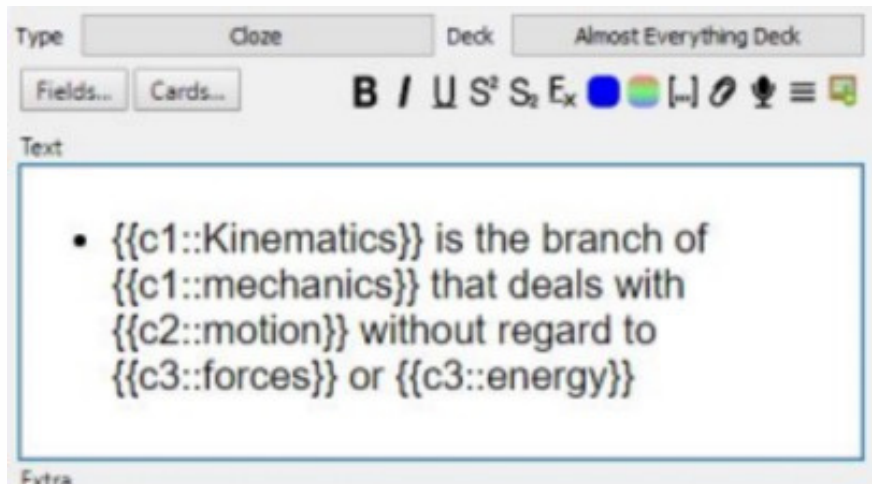 Type Cloze Deck Almost Everything Deck
Fields... Cards... B I U S² S₂ Eₓ [...]
Text
• {{c1::Kinematics}} is the branch of
{{c1::mechanics}} that deals with
{{c2::motion}} without regard to
{{c3::forces}} or {{c3::energy}}
Extra